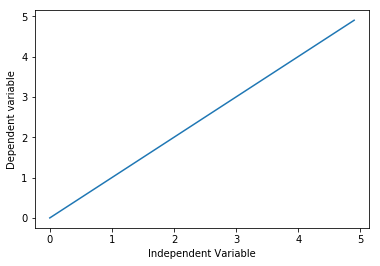 5
4
3
2
1
0
Dependent variable
0 1 2 3 4 5
Independent Variable